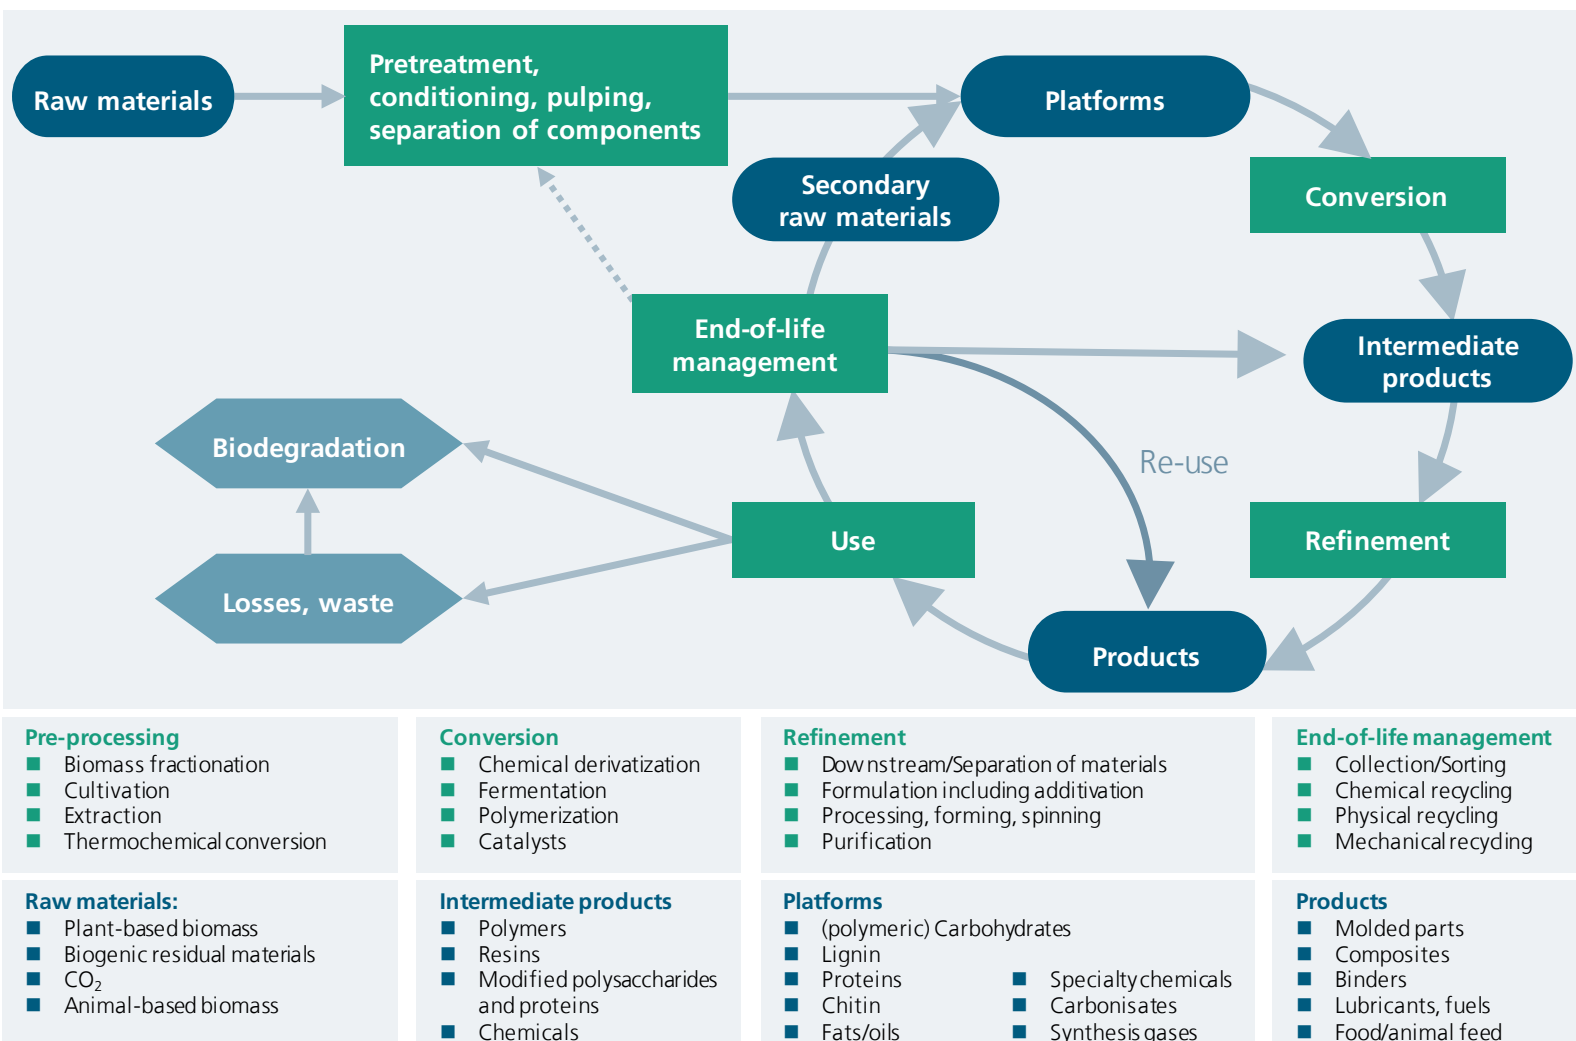 Raw materials
Pretreatment,
conditioning, pulping,
separation of components
Platforms
Secondary
raw materials
Conversion
End-of-life
management
Intermediate
products
Biodegradation
Re-use
Use
Refinement
Losses, waste
Products
Pre-processing
Biomass fractionation
Cultivation
Extraction
Thermochemical conversion
Conversion
Chemical derivatization
Fermentation
Polymerization
Catalysts
Refinement
Downstream/Separation of materials
Formulation including additivation
Processing, forming, spinning
Purification
End-of-life management
Collection/Sorting
Chemical recycling
Physical recycling
Mechanical recycling
Raw materials:
Plant-based biomass
Biogenic residual materials
CO₂
Animal-based biomass
Intermediate products
Polymers
Resins
Modified polysaccharides
and proteins
Chemicals
Platforms
(polymeric) Carbohydrates
Lignin
Proteins
Chitin
Fats/oils
Specialty chemicals
Carbonisates
Synthesis gases
Products
Molded parts
Composites
Binders
Lubricants, fuels
Food/animal feed